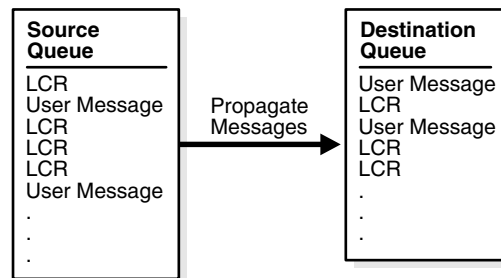 Source
Queue
LCR
User Message
LCR
LCR
LCR
User Message
.
.
.
Propagate
Messages
Destination
Queue
User Message
LCR
User Message
LCR
LCR
.
.
.